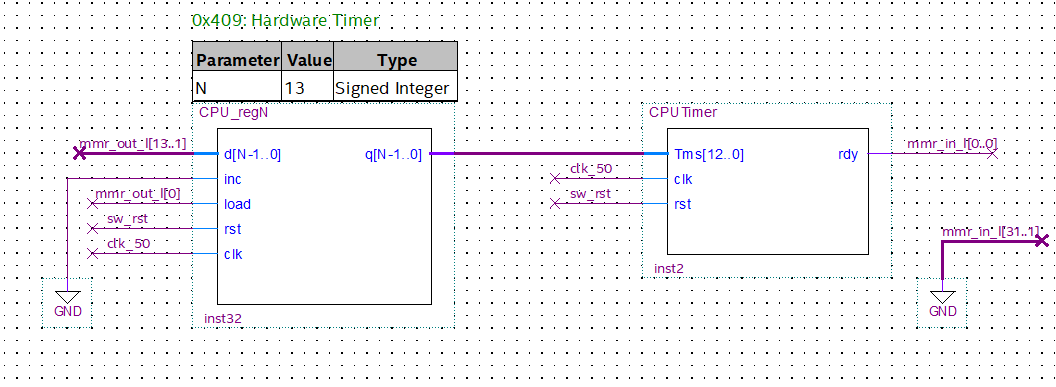 0x409: Hardware Timer
Parameter Value Type
N 13 Signed Integer
CPU_regN
mmr_out_l[13..1]
d[N-1..0] q[N-1..0]
inc
mmr_out_l[0]
load
sw_rst
rst
clk_50
clk
inst32
GND
CPUTimer
Tms[12..0] rdy
mmr_in_l[0..0]
clk_50
clk
sw_rst
rst
inst2
mmr_in_l[31..1]
GND